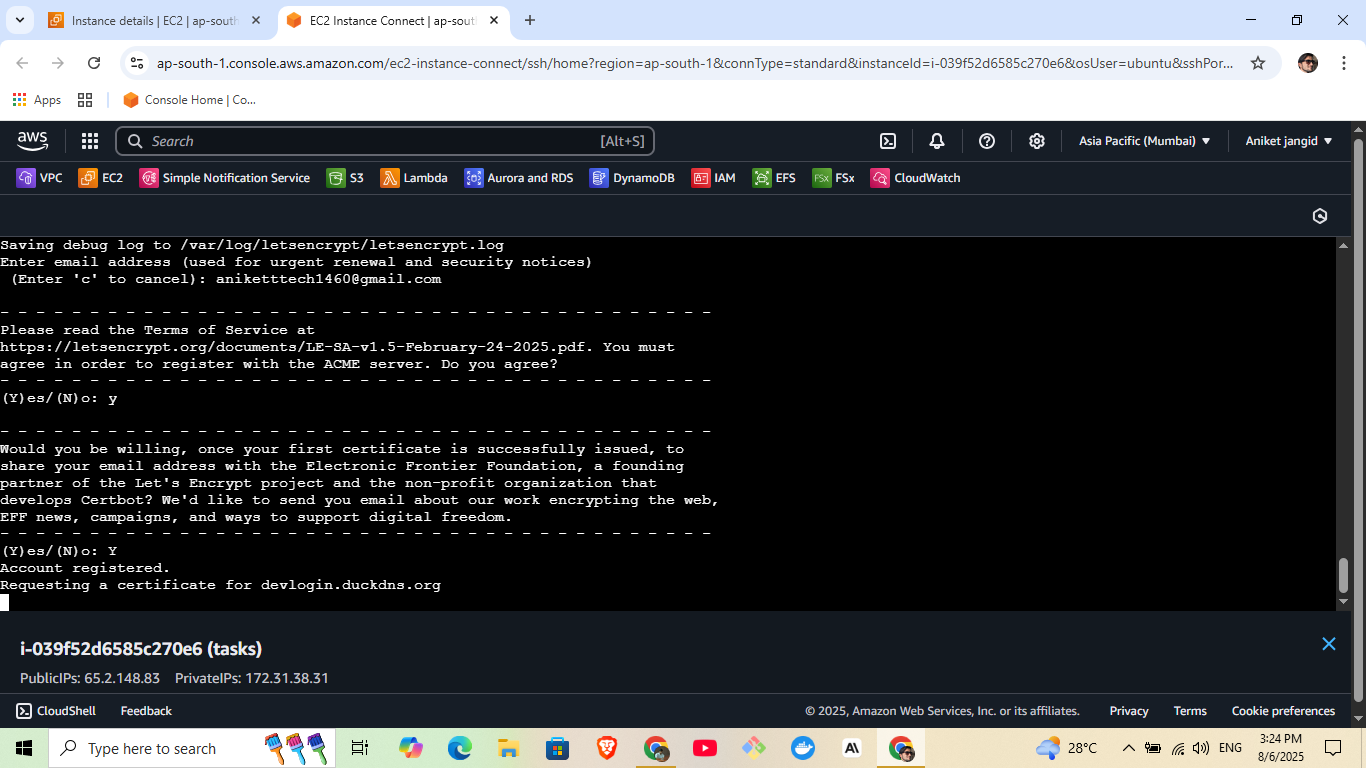 Instance details | EC2 | ap-south
EC2 Instance Connect | ap-sout
ap-south-1.console.aws.amazon.com/ec2-instance-connect/ssh/home?region=ap-south-1&connType=standard&instanceId=i-039f52d6585c270e6&osUser=ubuntu&sshPor...
Apps
Console Home | Co...
aws
Search
[Alt+S]
Asia Pacific (Mumbai)
Aniket jangid
VPC
EC2
Simple Notification Service
S3
Lambda
Aurora and RDS
DynamoDB
IAM
EFS
FSx
CloudWatch
Saving debug log to /var/log/letsencrypt/letsencrypt.log
Enter email address (used for urgent renewal and security notices)
(Enter 'c' to cancel): aniketttech1460@gmail.com
- - - - - - - - - - - - - - - - - - - - - - - - - - - - - - - - - - - - - - - -
Please read the Terms of Service at
https://letsencrypt.org/documents/LE-SA-v1.5-February-24-2025.pdf. You must
agree in order to register with the ACME server. Do you agree?
- - - - - - - - - - - - - - - - - - - - - - - - - - - - - - - - - - - - - - - -
(Y)es/(N)o: y
- - - - - - - - - - - - - - - - - - - - - - - - - - - - - - - - - - - - - - - -
Would you be willing, once your first certificate is successfully issued, to
share your email address with the Electronic Frontier Foundation, a founding
partner of the Let's Encrypt project and the non-profit organization that
develops Certbot? We'd like to send you email about our work encrypting the web,
EFF news, campaigns, and ways to support digital freedom.
- - - - - - - - - - - - - - - - - - - - - - - - - - - - - - - - - - - - - - - -
(Y)es/(N)o: Y
Account registered.
Requesting a certificate for devlogin.duckdns.org
i-039f52d6585c270e6 (tasks)
PublicIPs: 65.2.148.83 PrivateIPs: 172.31.38.31
CloudShell
Feedback
© 2025, Amazon Web Services, Inc. or its affiliates.
Privacy
Terms
Cookie preferences
Type here to search
28°C
ENG
3:24 PM
8/6/2025